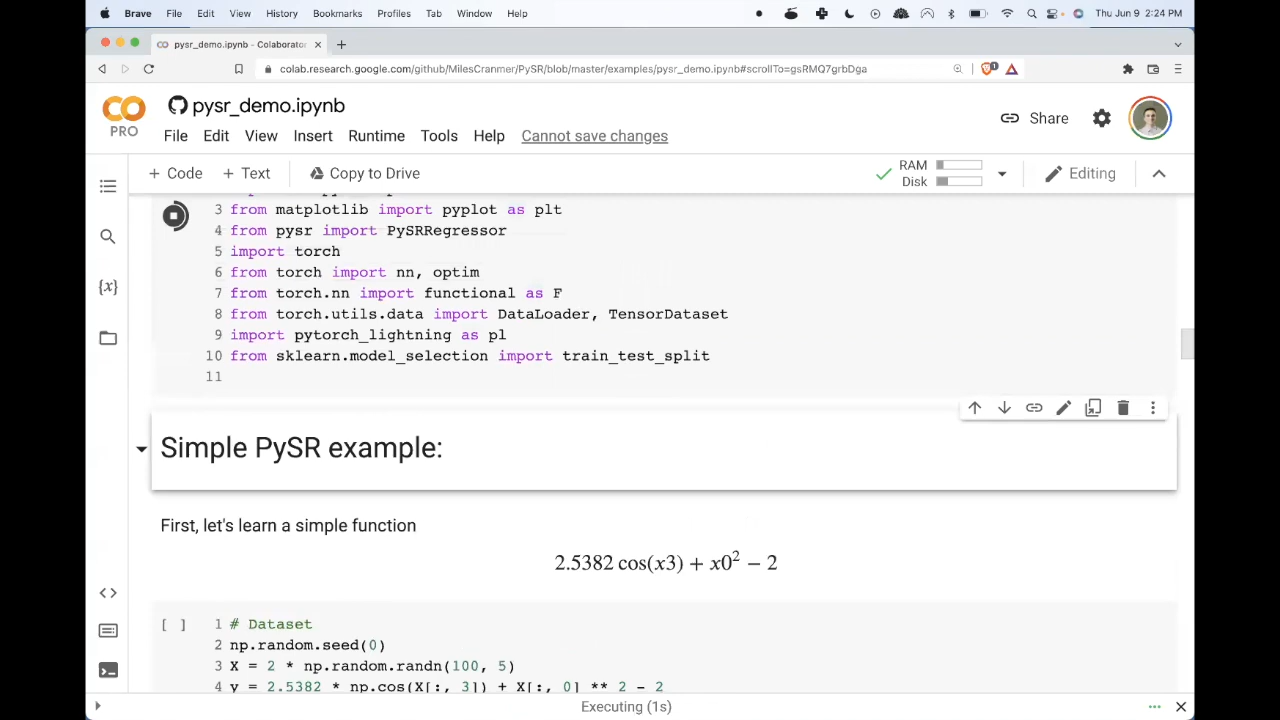 Brave File Edit View History Bookmarks Profiles Tab Window Help Thu Jun 9 2:24 PM
pysr_demo.ipynb - Colaborator
colab.research.google.com/github/MilesCranmer/PySR/blob/master/examples/pysr_demo.ipynb#scrollTo=gsRMQ7grbDga
CO
PRO
pysr_demo.ipynb
Share
File Edit View Insert Runtime Tools Help Cannot save changes
+ Code + Text Copy to Drive
RAM
Disk
Editing
3 from matplotlib import pyplot as plt
4 from pysr import PySRRegressor
5 import torch
6 from torch import nn, optim
7 from torch.nn import functional as F
8 from torch.utils.data import DataLoader, TensorDataset
9 import pytorch_lightning as pl
10 from sklearn.model_selection import train_test_split
11
Simple PySR example:
First, let's learn a simple function
2.5382 cos(x3) + x0² − 2
[ ] 1 # Dataset
2 np.random.seed(0)
3 X = 2 * np.random.randn(100, 5)
4 y = 2.5382 * np.cos(X[:, 3]) + X[:, 0] ** 2 - 2
Executing (1s)